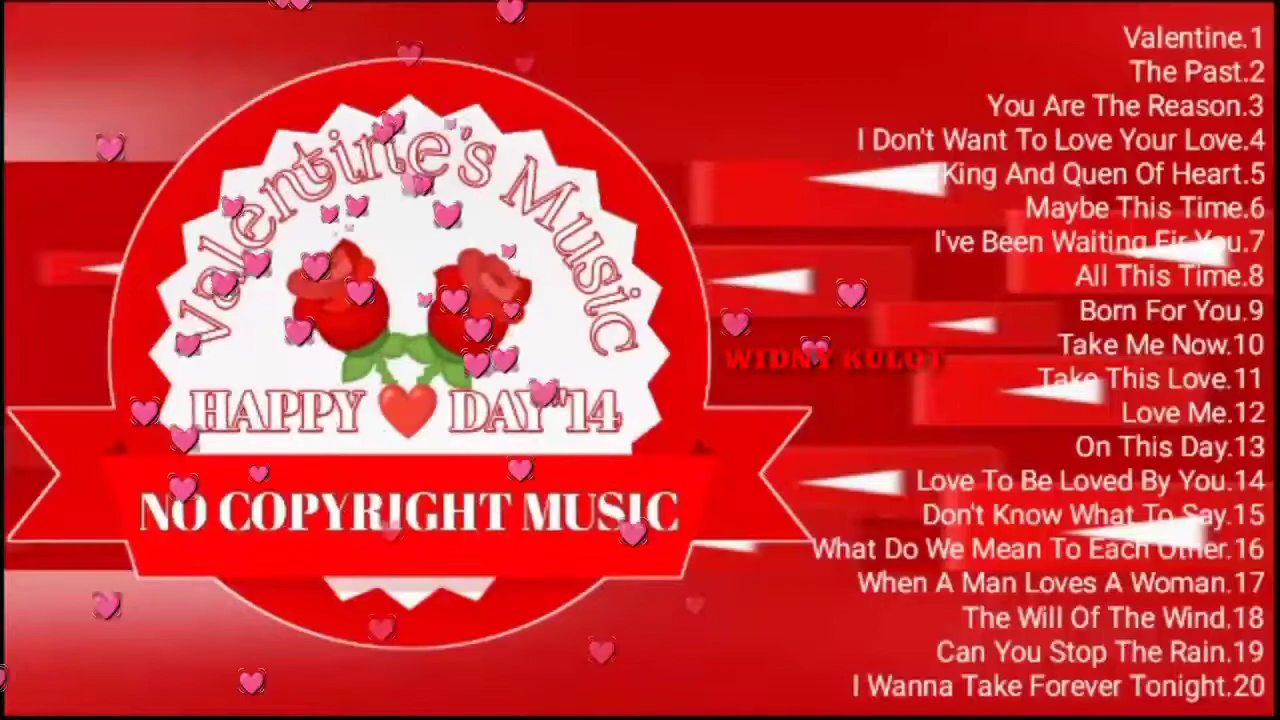 Valentine's Music
HAPPY ❤️ DAY"14
NO COPYRIGHT MUSIC
WIDNY KULOT
Valentine.1
The Past.2
You Are The Reason.3
I Don't Want To Love Your Love.4
King And Quen Of Heart.5
Maybe This Time.6
I've Been Waiting Fir You.7
All This Time.8
Born For You.9
Take Me Now.10
Take This Love.11
Love Me.12
On This Day.13
Love To Be Loved By You.14
Don't Know What To Say.15
What Do We Mean To Each Other.16
When A Man Loves A Woman.17
The Will Of The Wind.18
Can You Stop The Rain.19
I Wanna Take Forever Tonight.20